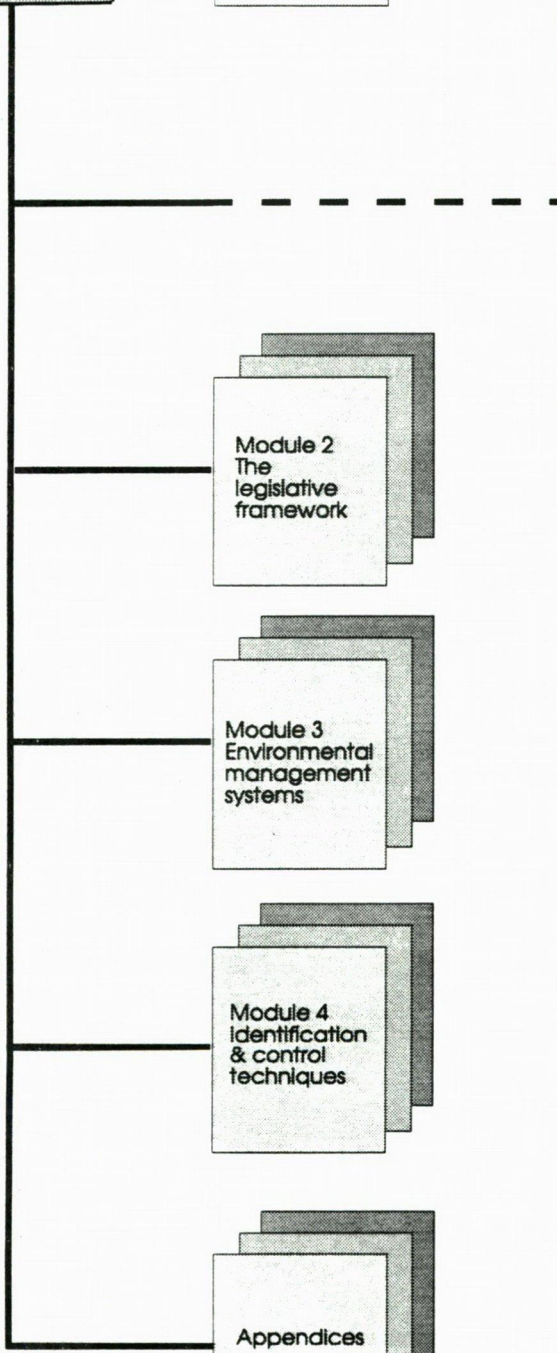 Module 2
The
legislative
framework
Module 3
Environmental
management
systems
Module 4
Identification
& control
techniques
Appendices